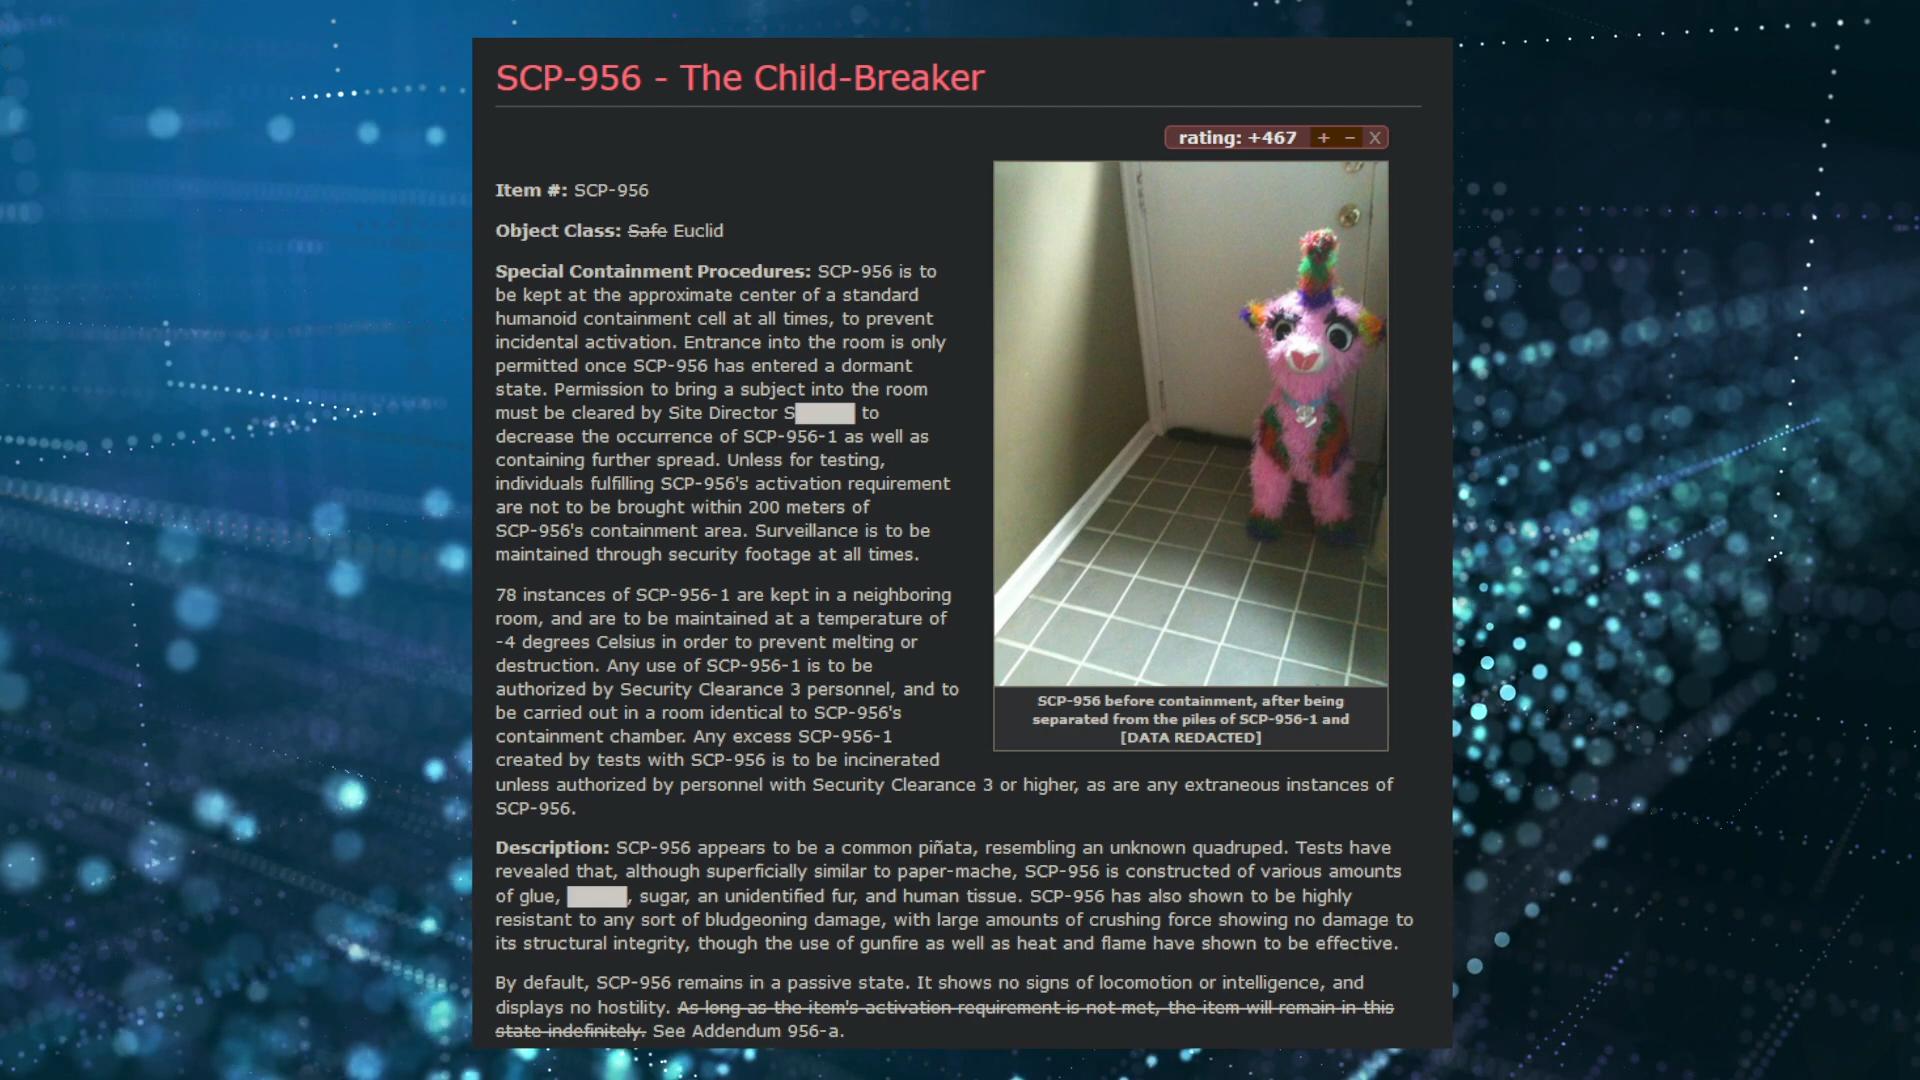 SCP-956 - The Child-Breaker
rating: +467 + − X
Item #: SCP-956
Object Class: Safe Euclid
Special Containment Procedures: SCP-956 is to
be kept at the approximate center of a standard
humanoid containment cell at all times, to prevent
incidental activation. Entrance into the room is only
permitted once SCP-956 has entered a dormant
state. Permission to bring a subject into the room
must be cleared by Site Director S to
decrease the occurrence of SCP-956-1 as well as
containing further spread. Unless for testing,
individuals fulfilling SCP-956's activation requirement
are not to be brought within 200 meters of
SCP-956's containment area. Surveillance is to be
maintained through security footage at all times.
78 instances of SCP-956-1 are kept in a neighboring
room, and are to be maintained at a temperature of
-4 degrees Celsius in order to prevent melting or
destruction. Any use of SCP-956-1 is to be
authorized by Security Clearance 3 personnel, and to
be carried out in a room identical to SCP-956's
containment chamber. Any excess SCP-956-1
created by tests with SCP-956 is to be incinerated
unless authorized by personnel with Security Clearance 3 or higher, as are any extraneous instances of
SCP-956.
SCP-956 before containment, after being
separated from the piles of SCP-956-1 and
[DATA REDACTED]
Description: SCP-956 appears to be a common piñata, resembling an unknown quadruped. Tests have
revealed that, although superficially similar to paper-mache, SCP-956 is constructed of various amounts
of glue, , sugar, an unidentified fur, and human tissue. SCP-956 has also shown to be highly
resistant to any sort of bludgeoning damage, with large amounts of crushing force showing no damage to
its structural integrity, though the use of gunfire as well as heat and flame have shown to be effective.
By default, SCP-956 remains in a passive state. It shows no signs of locomotion or intelligence, and
displays no hostility. As long as the item's activation requirement is not met, the item will remain in this
state indefinitely. See Addendum 956-a.